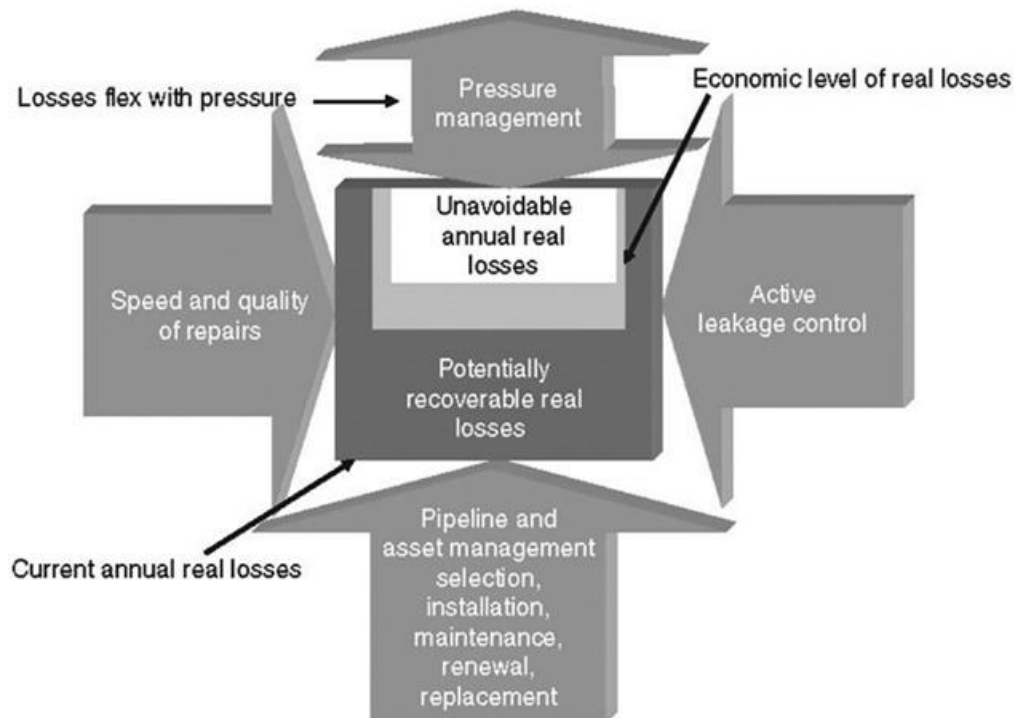 Losses flex with pressure
Pressure
management
Economic level of real losses
Unavoidable
annual real
losses
Speed and quality
of repairs
Active
leakage control
Potentially
recoverable real
losses
Current annual real losses
Pipeline and
asset management
selection,
installation,
maintenance,
renewal,
replacement